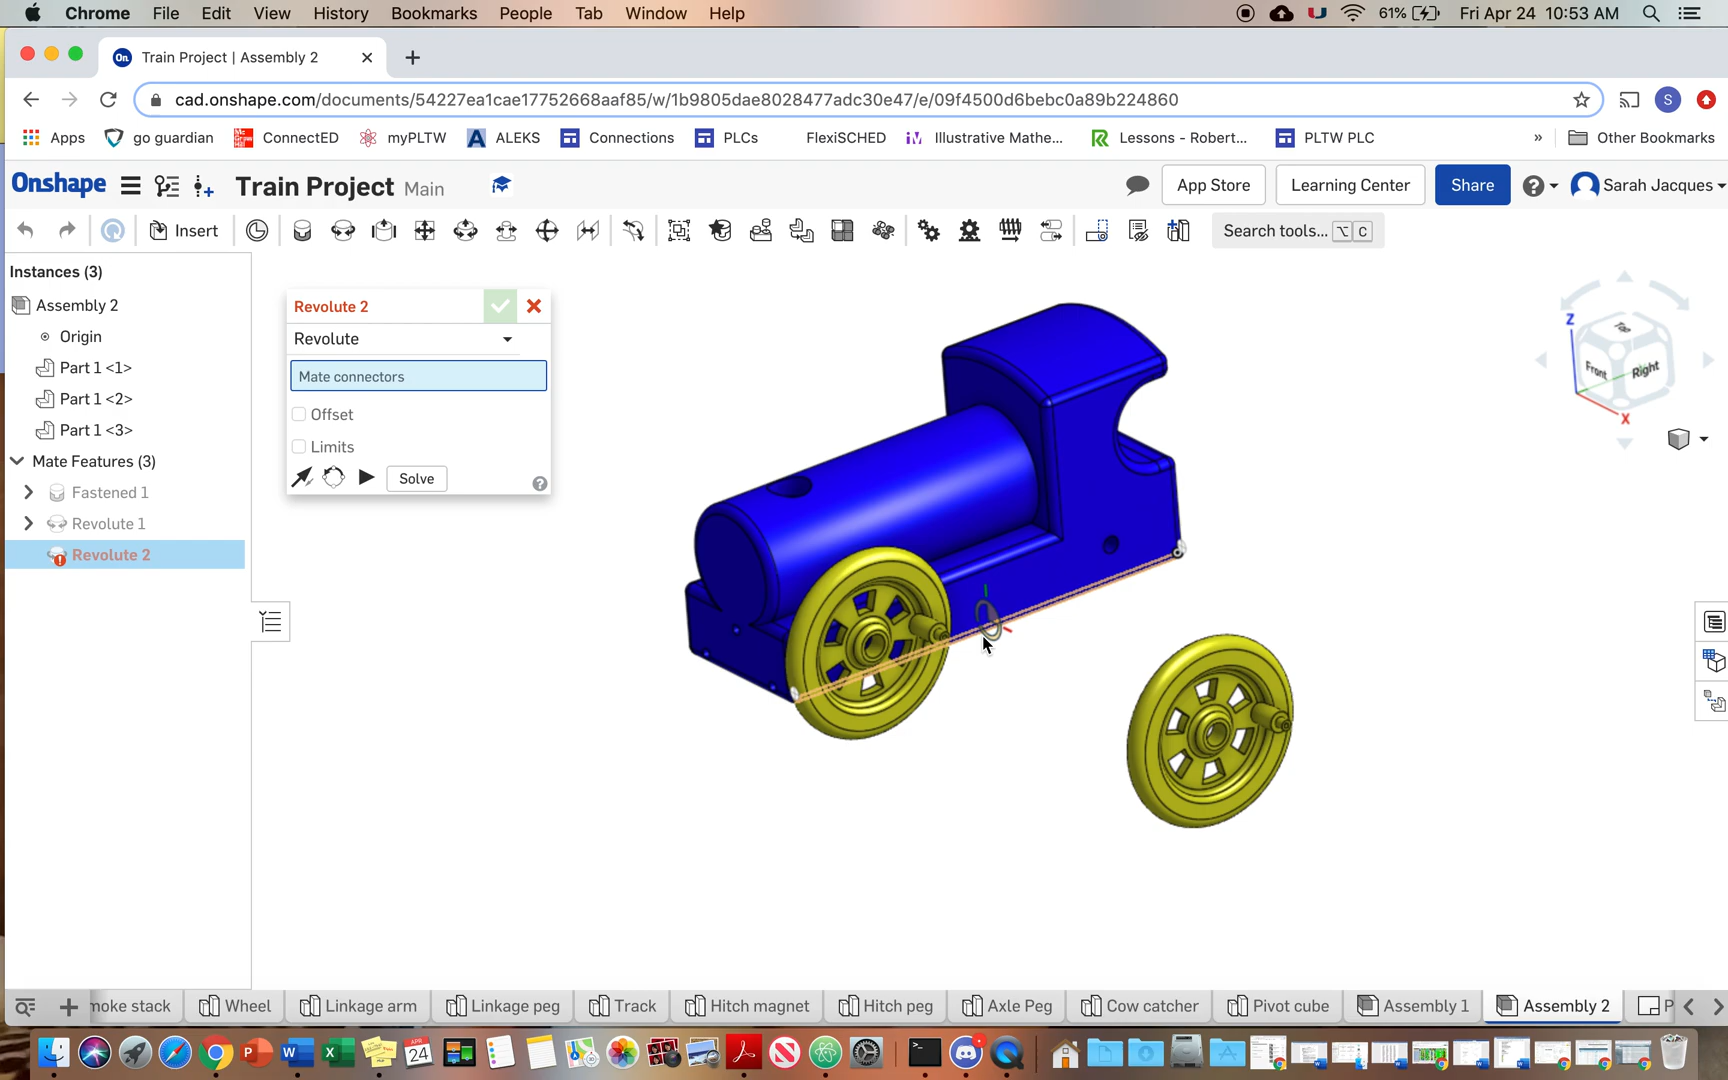 Chrome File Edit View History Bookmarks People Tab Window Help 61% Fri Apr 24 10:53 AM
On Train Project | Assembly 2
cad.onshape.com/documents/54227ea1cae17752668aaf85/w/1b9805dae8028477adc30e47/e/09f4500d6bebc0a89b224860 S
Apps go guardian ConnectED myPLTW ALEKS Connections PLCs FlexiSCHED Illustrative Mathe... Lessons - Robert... PLTW PLC » Other Bookmarks
Onshape Train Project Main App Store Learning Center Share Sarah Jacques
Insert Search tools... ⌥ C
Instances (3)
Assembly 2
Origin
Part 1 <1>
Part 1 <2>
Part 1 <3>
Mate Features (3)
Fastened 1
Revolute 1
Revolute 2
Revolute 2
Revolute
Mate connectors
Offset
Limits
Solve
Z
Top
Front
Right
X
moke stack Wheel Linkage arm Linkage peg Track Hitch magnet Hitch peg Axle Peg Cow catcher Pivot cube Assembly 1 Assembly 2 P
APR
24